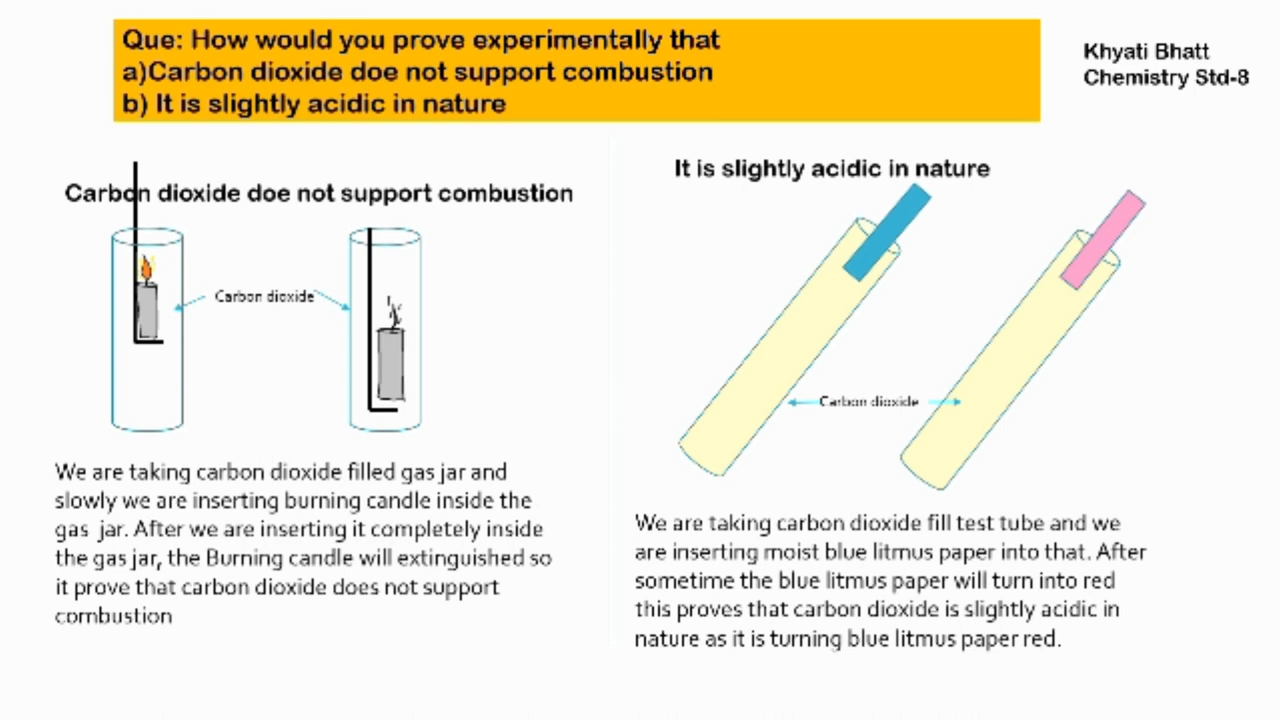 Que: How would you prove experimentally that
a)Carbon dioxide doe not support combustion
b) It is slightly acidic in nature
Khyati Bhatt
Chemistry Std-8
Carbon dioxide doe not support combustion
Carbon dioxide
We are taking carbon dioxide filled gas jar and
slowly we are inserting burning candle inside the
gas jar. After we are inserting it completely inside
the gas jar, the Burning candle will extinguished so
it prove that carbon dioxide does not support
combustion
It is slightly acidic in nature
Carbon dioxide
We are taking carbon dioxide fill test tube and we
are inserting moist blue litmus paper into that. After
sometime the blue litmus paper will turn into red
this proves that carbon dioxide is slightly acidic in
nature as it is turning blue litmus paper red.